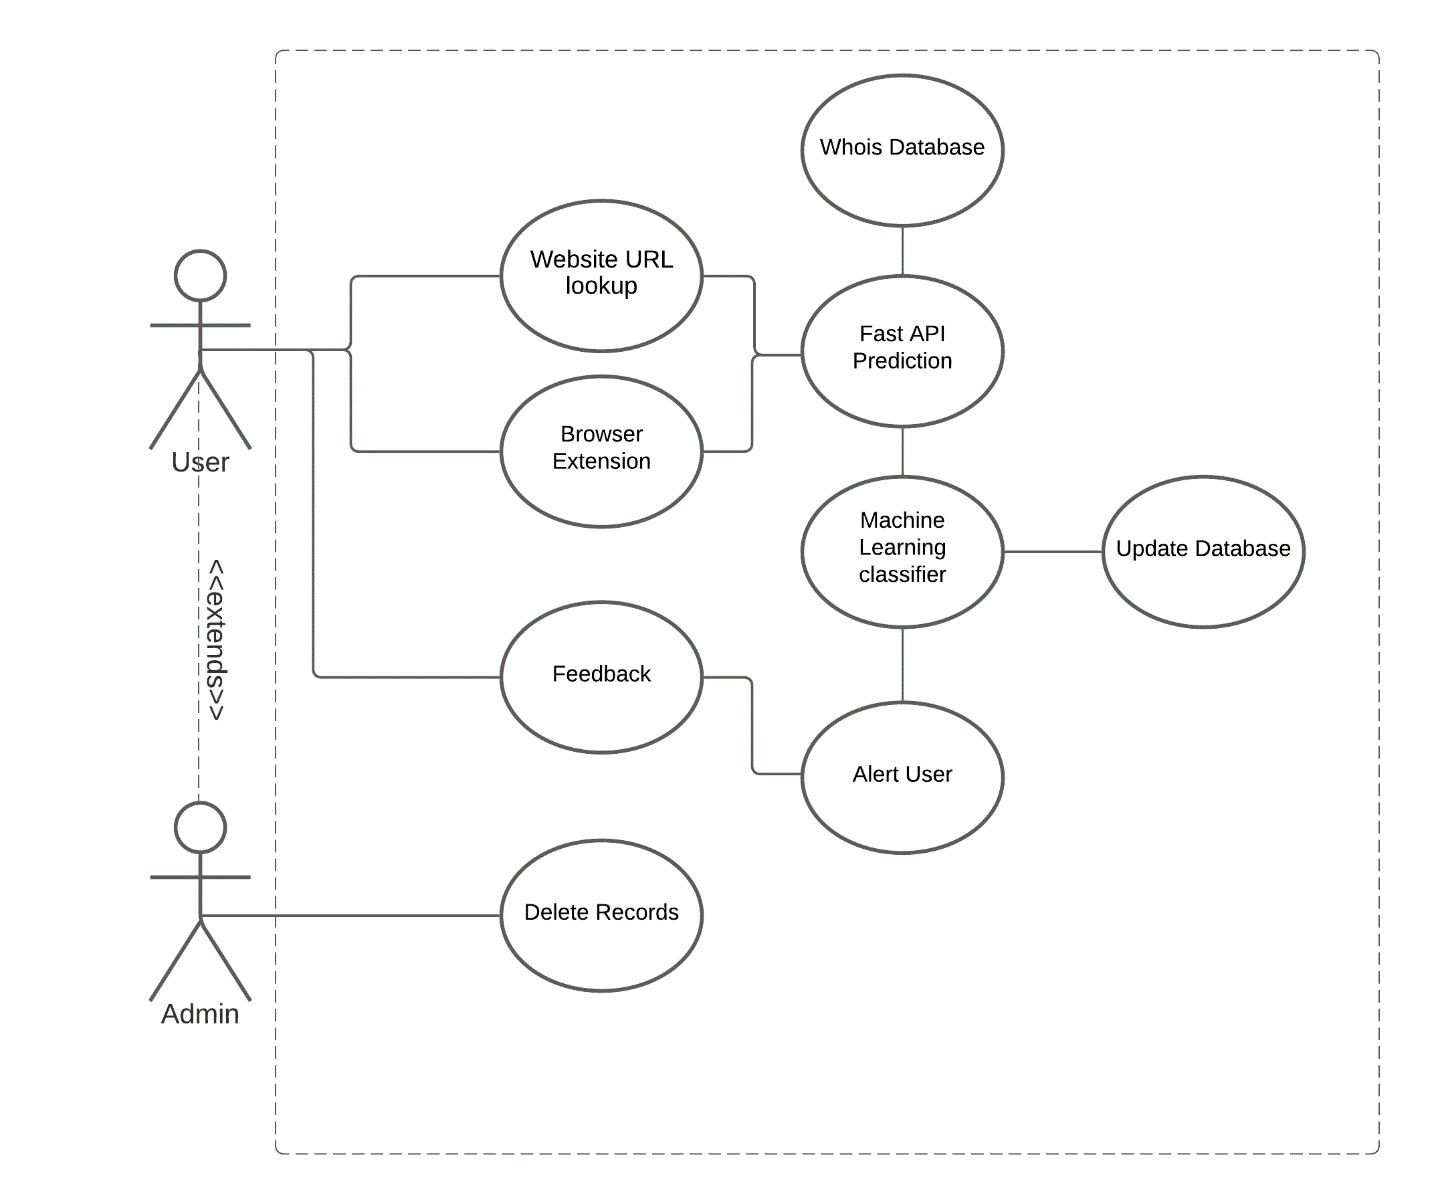 Whois Database
Website URL
lookup
Fast API
Prediction
Browser
Extension
User
Machine
Learning
classifier
Update Database
<<extends>>
Feedback
Alert User
Delete Records
Admin